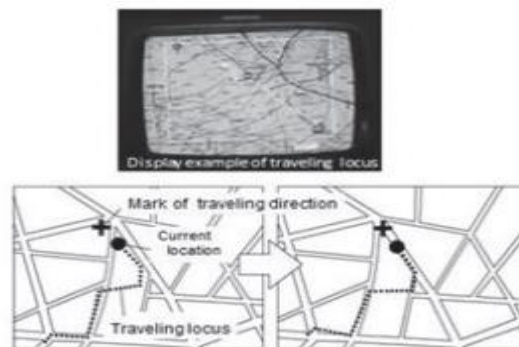 Display example of traveling locus
Mark of traveling direction
Current
location
Traveling locus